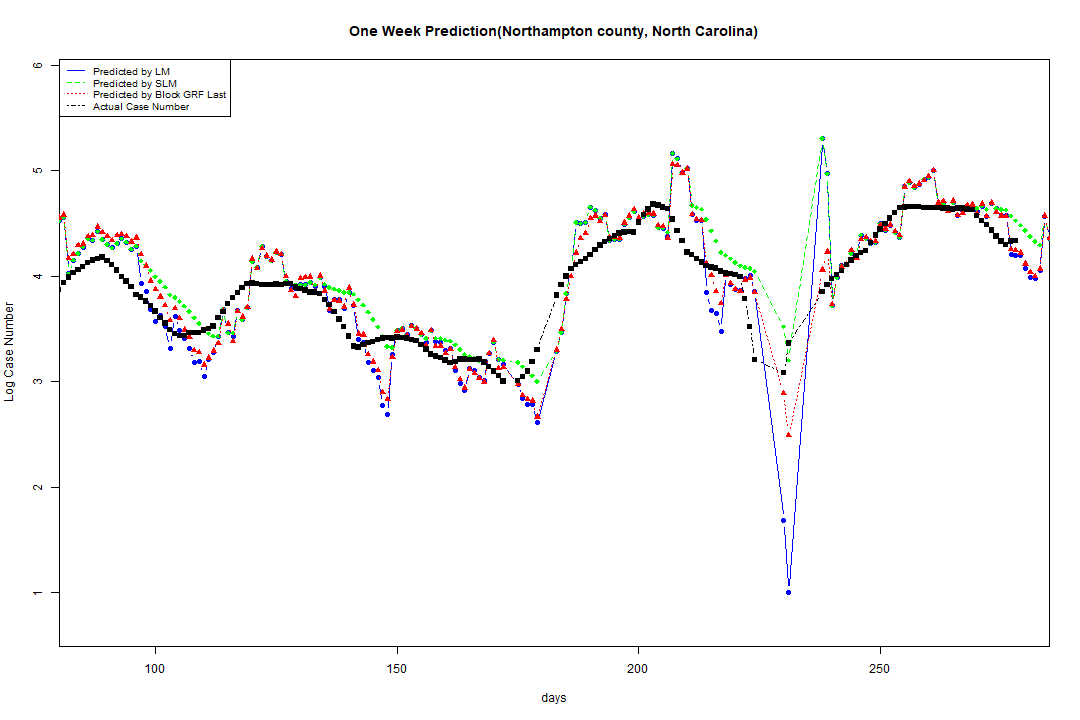 One Week Prediction(Northampton county, North Carolina)
Predicted by LM
Predicted by SLM
Predicted by Block GRF Last
Actual Case Number
6
5
4
3
2
1
Log Case Number
100 150 200 250
days